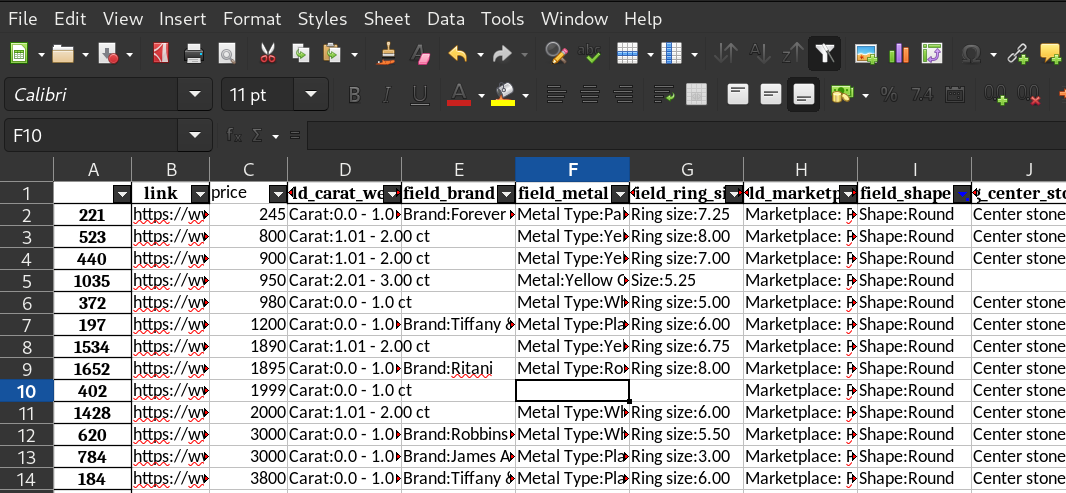 File Edit View Insert Format Styles Sheet Data Tools Window Help
Calibri 11 pt B I U A 7.4 0.0 0.0
F10 fx Σ =
A B C D E F G H I J
1 link price field_brand field_metal field_shape
2 221 https://w 245 Carat:0.0 - 1.0 Brand:Forever Metal Type:Pa Ring size:7.25 Marketplace: Shape:Round Center stone
3 523 https://w 800 Carat:1.01 - 2.00 ct Metal Type:Ye Ring size:8.00 Marketplace: Shape:Round Center stone
4 440 https://w 900 Carat:1.01 - 2.00 ct Metal Type:Ye Ring size:7.00 Marketplace: Shape:Round Center stone
5 1035 https://w 950 Carat:2.01 - 3.00 ct Metal:Yellow Size:5.25 Marketplace: Shape:Round
6 372 https://w 980 Carat:0.0 - 1.0 ct Metal Type:Wh Ring size:5.00 Marketplace: Shape:Round Center stone
7 197 https://w 1200 Carat:0.0 - 1.0 Brand:Tiffany & Metal Type:Pla Ring size:6.00 Marketplace: Shape:Round Center stone
8 1534 https://w 1890 Carat:1.01 - 2.00 ct Metal Type:Ye Ring size:6.75 Marketplace: Shape:Round Center stone
9 1652 https://w 1895 Carat:0.0 - 1.0 Brand:Ritani Metal Type:Ro Ring size:8.00 Marketplace: Shape:Round Center stone
10 402 https://w 1999 Carat:0.0 - 1.0 ct Marketplace: Shape:Round Center stone
11 1428 https://w 2000 Carat:1.01 - 2.00 ct Metal Type:Wh Ring size:6.00 Marketplace: Shape:Round Center stone
12 620 https://w 3000 Carat:0.0 - 1.0 Brand:Robbins Metal Type:Wh Ring size:5.50 Marketplace: Shape:Round Center stone
13 784 https://w 3000 Carat:0.0 - 1.0 Brand:James A Metal Type:Pla Ring size:3.00 Marketplace: Shape:Round Center stone
14 184 https://w 3800 Carat:0.0 - 1.0 Brand:Tiffany & Metal Type:Pla Ring size:6.00 Marketplace: Shape:Round Center stone